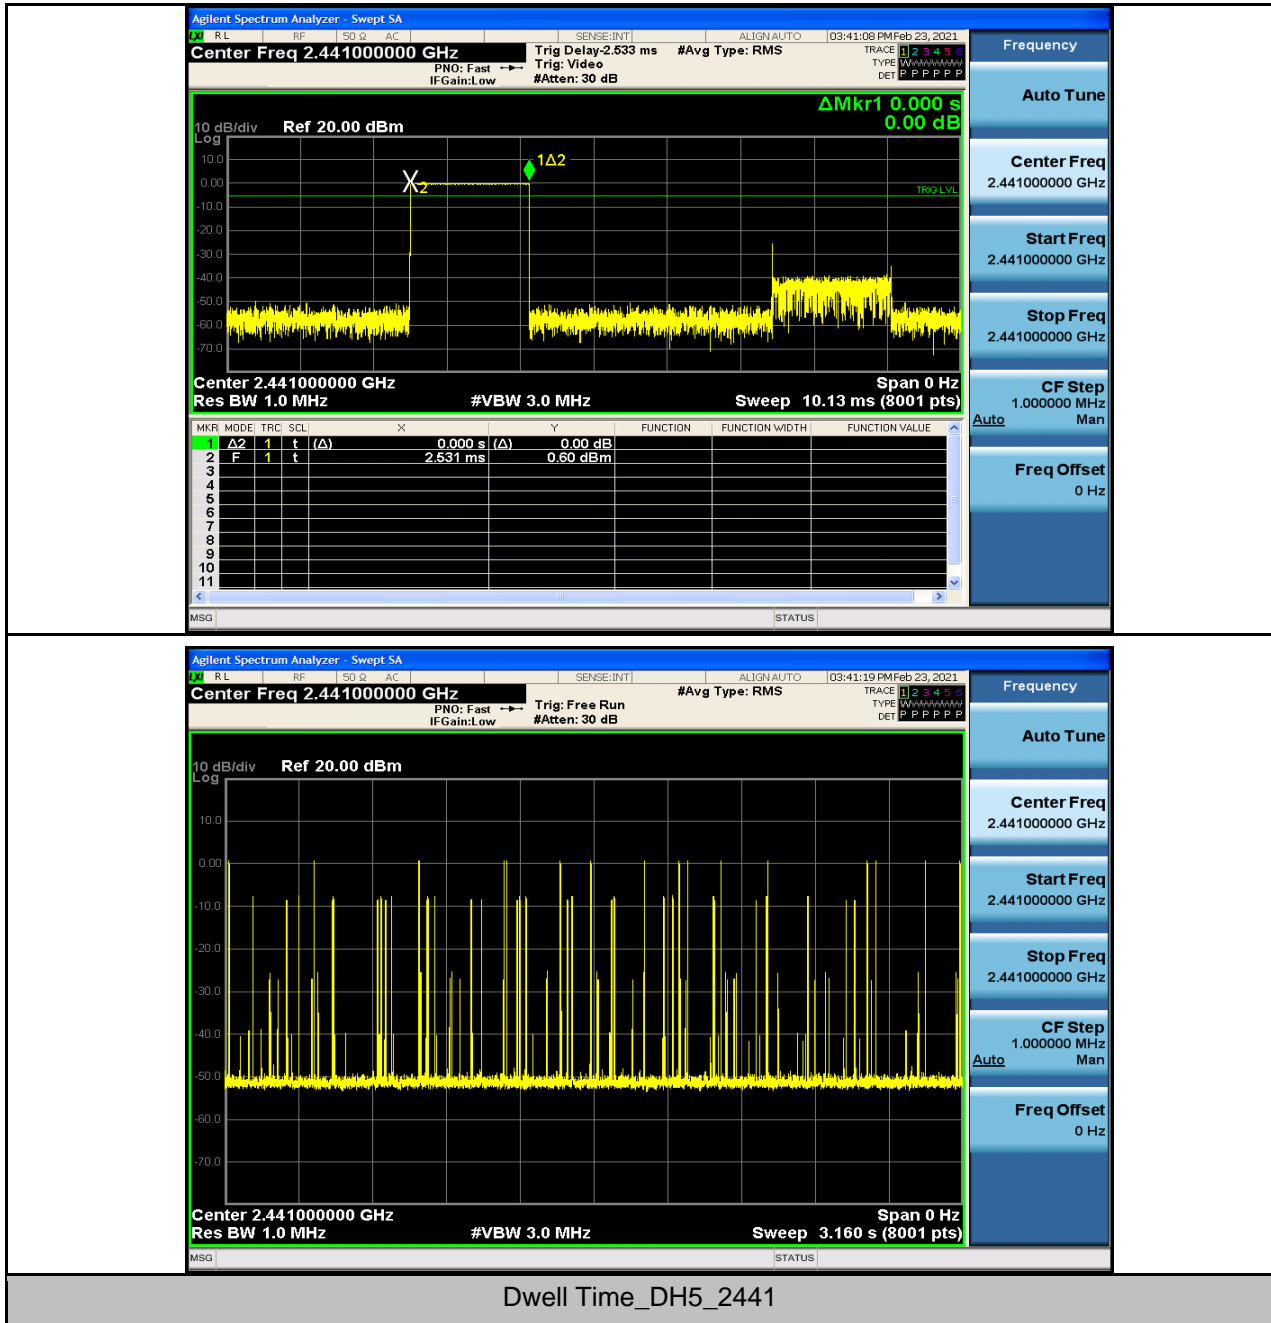 Agilent Spectrum Analyzer - Swept SA
LXI RL RF 50 Ω AC SENSE:INT ALIGN AUTO 03:41:08 PM Feb 23, 2021
Center Freq 2.441000000 GHz
PNO: Fast
IFGain:Low
Trig Delay-2.533 ms
Trig: Video
#Atten: 30 dB
#Avg Type: RMS
TRACE 1 2 3 4 5 6
TYPE WWWWWW
DET P P P P P P
Frequency
Auto Tune
ΔMkr1 0.000 s
0.00 dB
10 dB/div
Log
Ref 20.00 dBm
10.0
0.00
-10.0
-20.0
-30.0
-40.0
-50.0
-60.0
-70.0
X2
1Δ2
TRIG LVL
Center Freq
2.441000000 GHz
Start Freq
2.441000000 GHz
Stop Freq
2.441000000 GHz
CF Step
1.000000 MHz
Auto Man
Freq Offset
0 Hz
Center 2.441000000 GHz Span 0 Hz
Res BW 1.0 MHz #VBW 3.0 MHz Sweep 10.13 ms (8001 pts)
MKR MODE TRC SCL X Y FUNCTION FUNCTION WIDTH FUNCTION VALUE
1 Δ2 1 t (Δ) 0.000 s (Δ) 0.00 dB
2 F 1 t 2.531 ms 0.60 dBm
3
4
5
6
7
8
9
10
11
MSG STATUS
Agilent Spectrum Analyzer - Swept SA
LXI RL RF 50 Ω AC SENSE:INT ALIGN AUTO 03:41:19 PM Feb 23, 2021
Center Freq 2.441000000 GHz
PNO: Fast
IFGain:Low
Trig: Free Run
#Atten: 30 dB
#Avg Type: RMS
TRACE 1 2 3 4 5 6
TYPE WWWWWW
DET P P P P P P
Frequency
Auto Tune
10 dB/div
Log
Ref 20.00 dBm
10.0
0.00
-10.0
-20.0
-30.0
-40.0
-50.0
-60.0
-70.0
Center Freq
2.441000000 GHz
Start Freq
2.441000000 GHz
Stop Freq
2.441000000 GHz
CF Step
1.000000 MHz
Auto Man
Freq Offset
0 Hz
Center 2.441000000 GHz Span 0 Hz
Res BW 1.0 MHz #VBW 3.0 MHz Sweep 3.160 s (8001 pts)
MSG STATUS
Dwell Time_DH5_2441